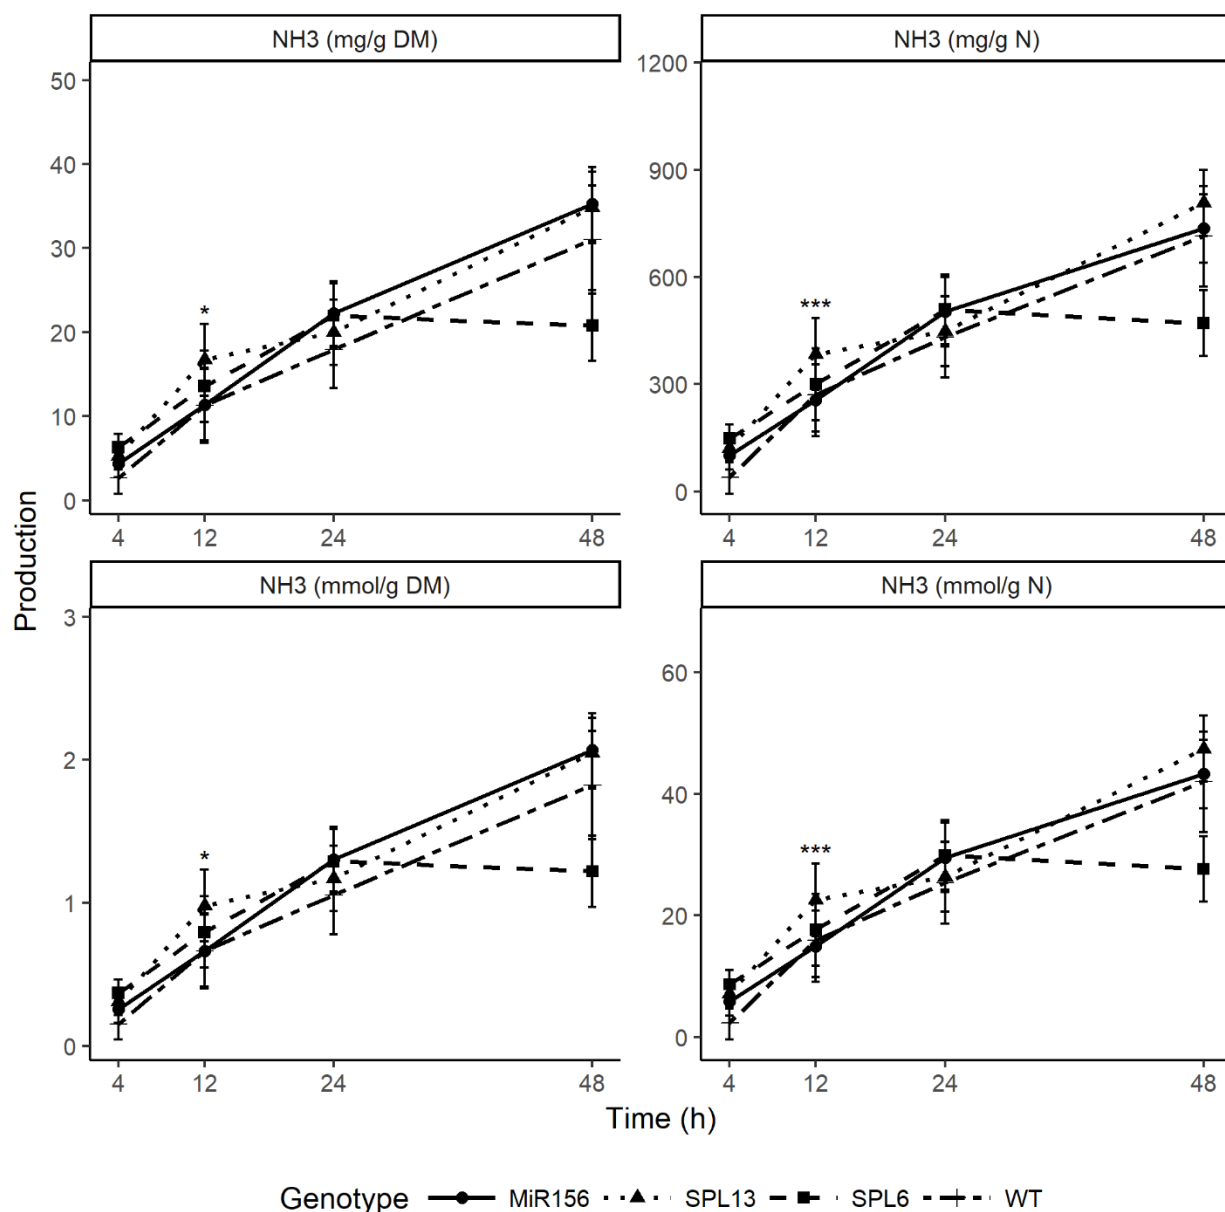 NH3 (mg/g DM)
NH3 (mg/g N)
50
40
30
20
10
0
*
4 12 24 48
1200
900
600
300
0
***
4 12 24 48
Production
NH3 (mmol/g DM)
NH3 (mmol/g N)
3
2
1
0
*
4 12 24 48
60
40
20
0
***
4 12 24 48
Time (h)
Genotype MiR156 SPL13 SPL6 WT